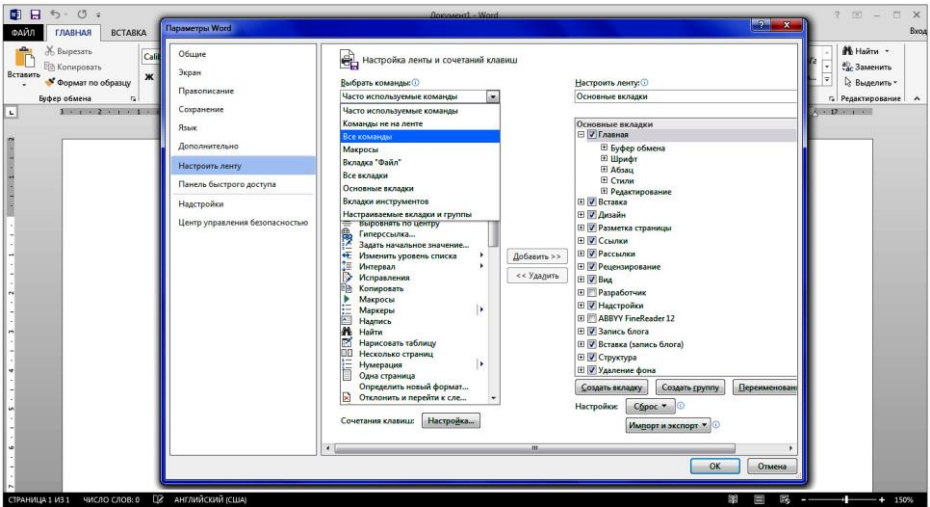 Документ1 - Word
ФАЙЛ ГЛАВНАЯ ВСТАВКА
Вход
Вырезать
Копировать
Формат по образцу
Вставить
Буфер обмена
Calib
Ж
Найти
Заменить
Выделить
Редактирование
Параметры Word
Общие
Экран
Правописание
Сохранение
Язык
Дополнительно
Настроить ленту
Панель быстрого доступа
Надстройки
Центр управления безопасностью
Настройка ленты и сочетаний клавиш
Выбрать команды:
Часто используемые команды
Часто используемые команды
Команды не на ленте
Все команды
Макросы
Вкладка "Файл"
Все вкладки
Основные вкладки
Вкладки инструментов
Настраиваемые вкладки и группы
Выровнять по центру
Гиперссылка...
Задать начальное значение...
Изменить уровень списка
Интервал
Исправления
Копировать
Макросы
Маркеры
Надпись
Найти
Нарисовать таблицу
Несколько страниц
Нумерация
Одна страница
Определить новый формат...
Отклонить и перейти к сле...
Сочетания клавиш: Настройка...
Добавить >>
<< Удалить
Настроить ленту:
Основные вкладки
Основные вкладки
Главная
Буфер обмена
Шрифт
Абзац
Стили
Редактирование
Вставка
Дизайн
Разметка страницы
Ссылки
Рассылки
Рецензирование
Вид
Разработчик
Надстройки
ABBYY FineReader 12
Запись блога
Вставка (запись блога)
Структура
Удаление фона
Создать вкладку Создать группу Переименован
Настройки: Сброс
Импорт и экспорт
ОК Отмена
СТРАНИЦА 1 ИЗ 1 ЧИСЛО СЛОВ: 0 АНГЛИЙСКИЙ (США) 150%